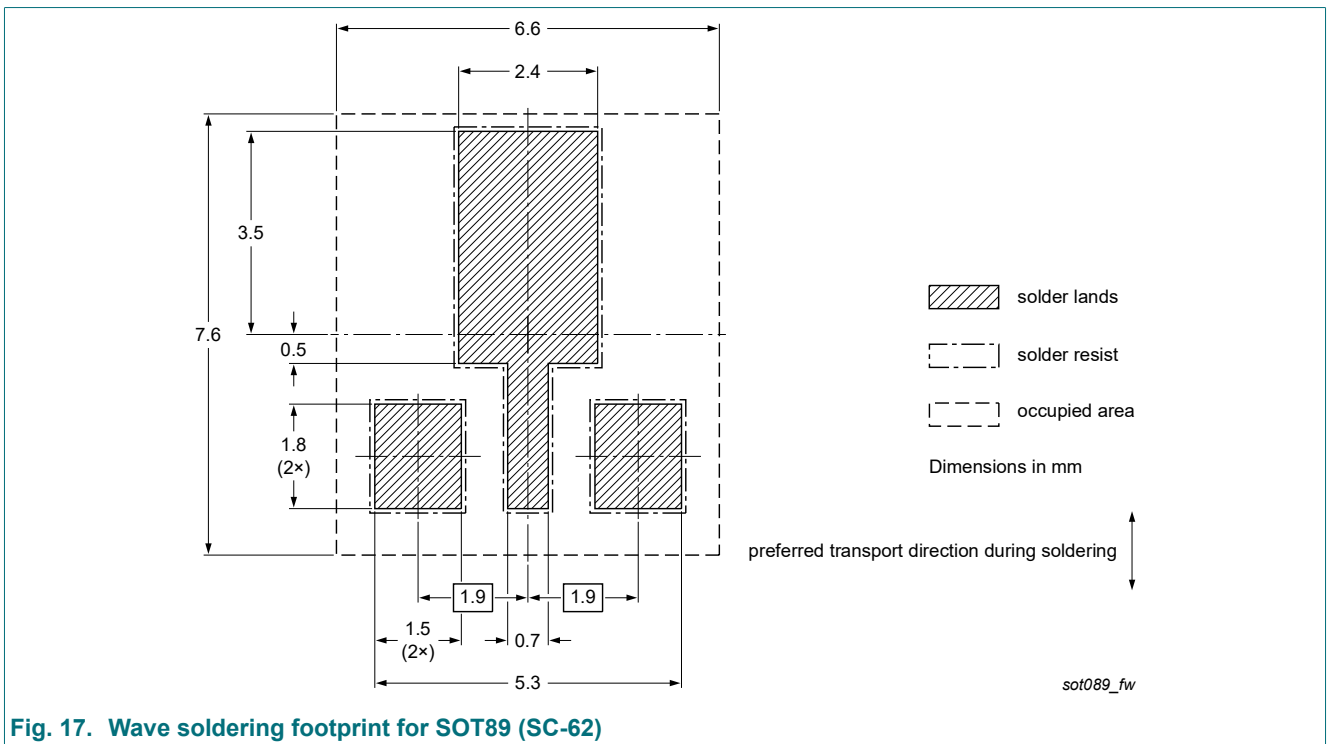 6.6
2.4
3.5
7.6
0.5
1.8
(2×)
solder lands
solder resist
occupied area
Dimensions in mm
preferred transport direction during soldering
1.9
1.9
1.5
(2×)
0.7
5.3
sot089_fw
Fig. 17. Wave soldering footprint for SOT89 (SC-62)